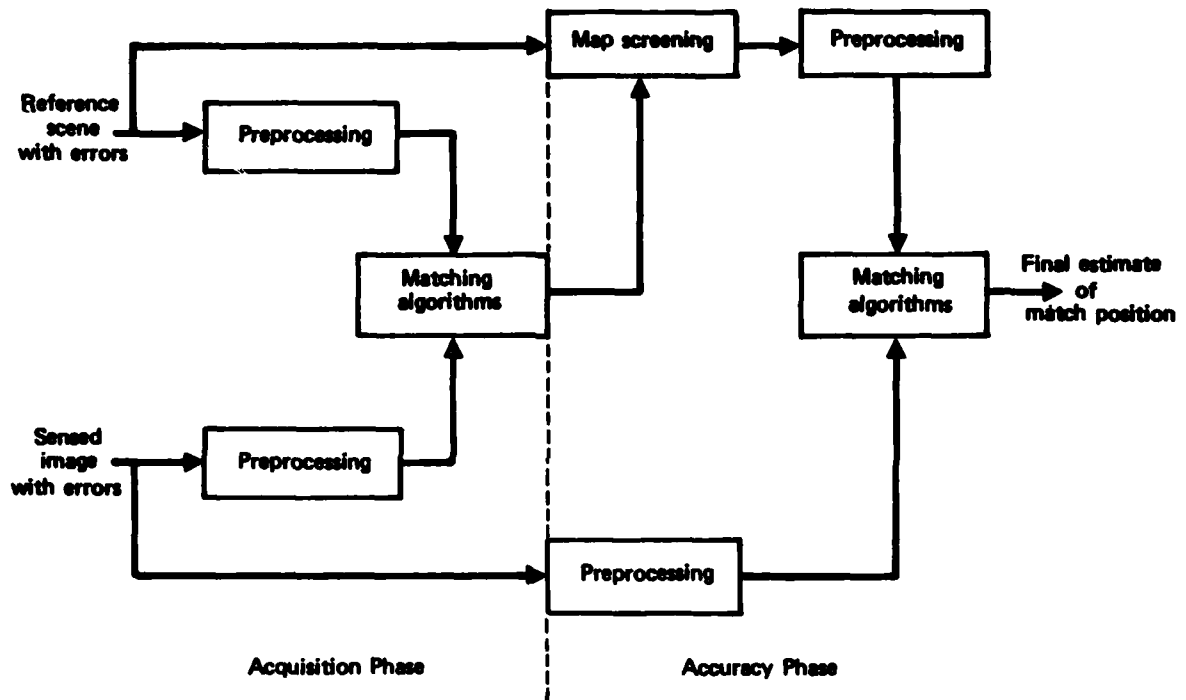 Map screening
Preprocessing
Reference
scene
with errors
Preprocessing
Matching
algorithms
Matching
algorithms
Final estimate
of
match position
Sensed
image
with errors
Preprocessing
Preprocessing
Acquisition Phase
Accuracy Phase